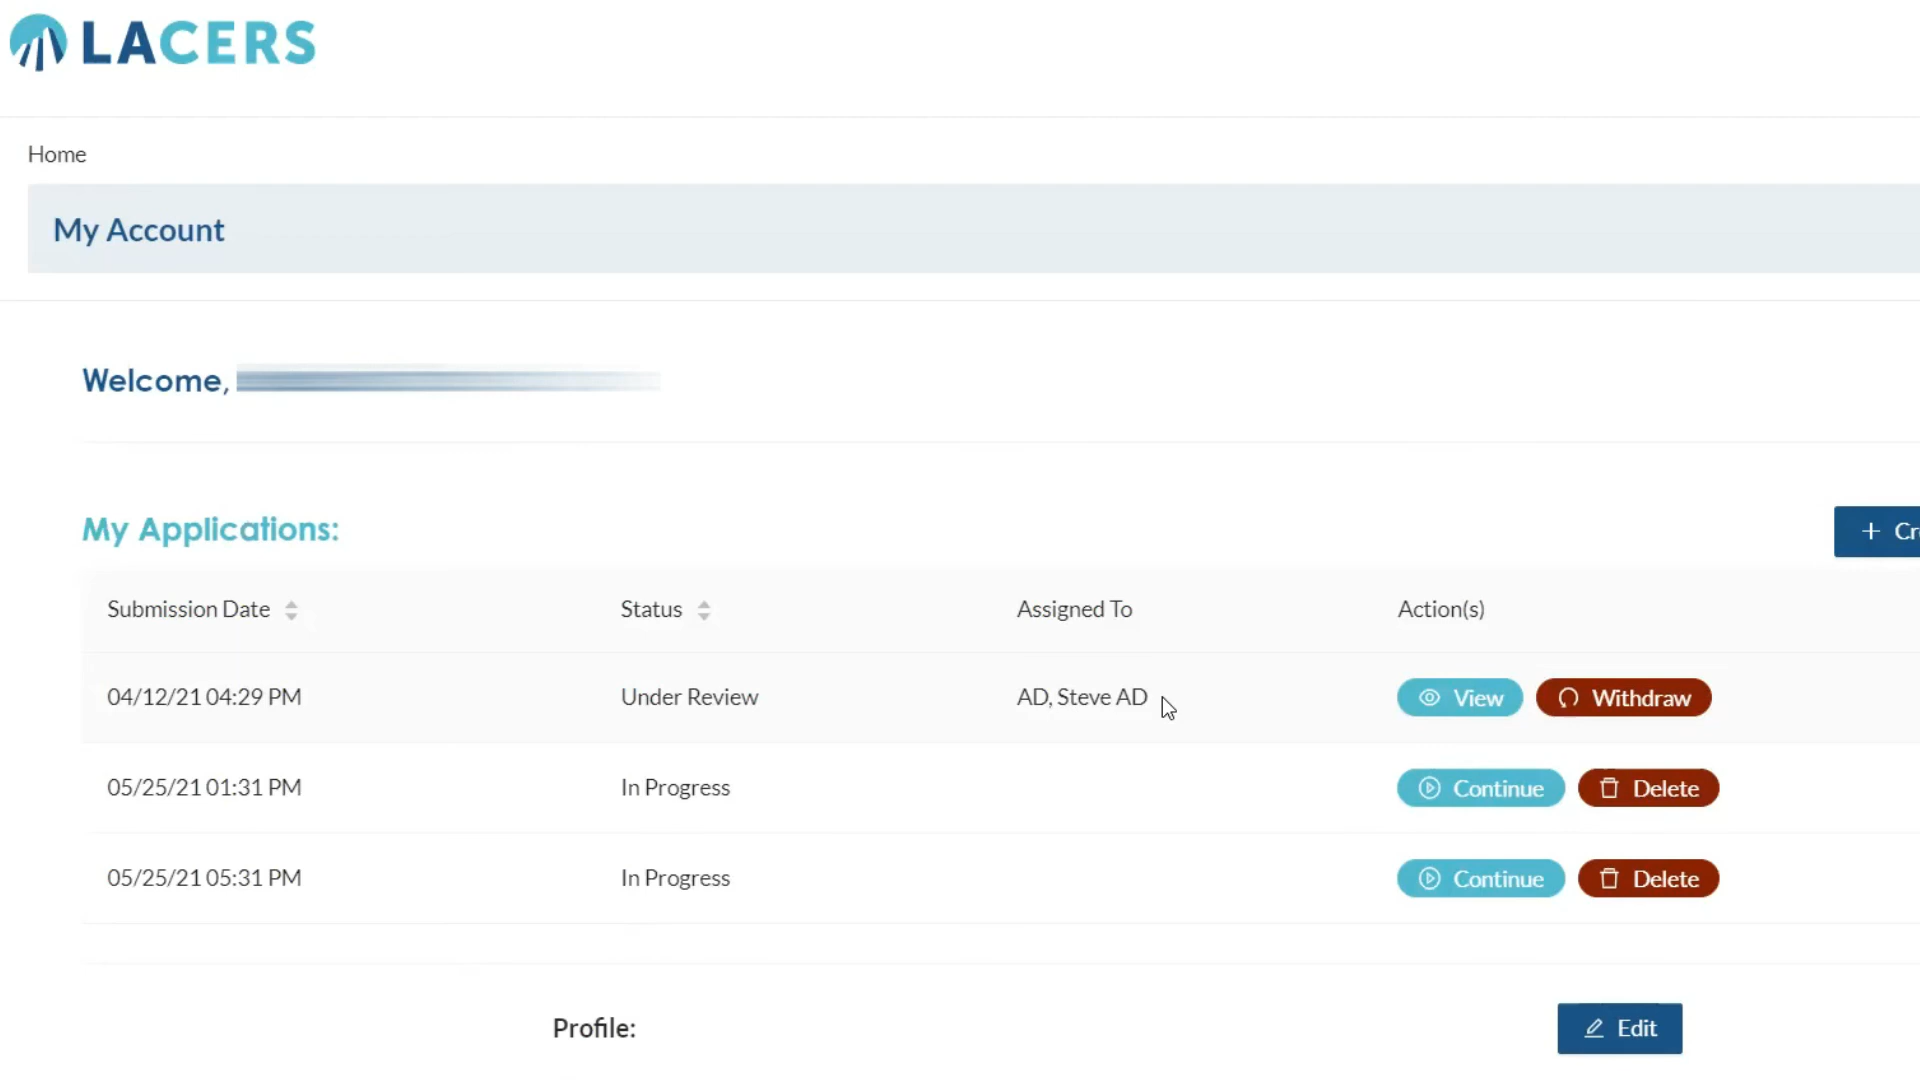 LACERS
Home
My Account
Welcome,
My Applications:
+ Cr
Submission Date Status Assigned To Action(s)
04/12/21 04:29 PM Under Review AD, Steve AD View Withdraw
05/25/21 01:31 PM In Progress Continue Delete
05/25/21 05:31 PM In Progress Continue Delete
Profile: Edit